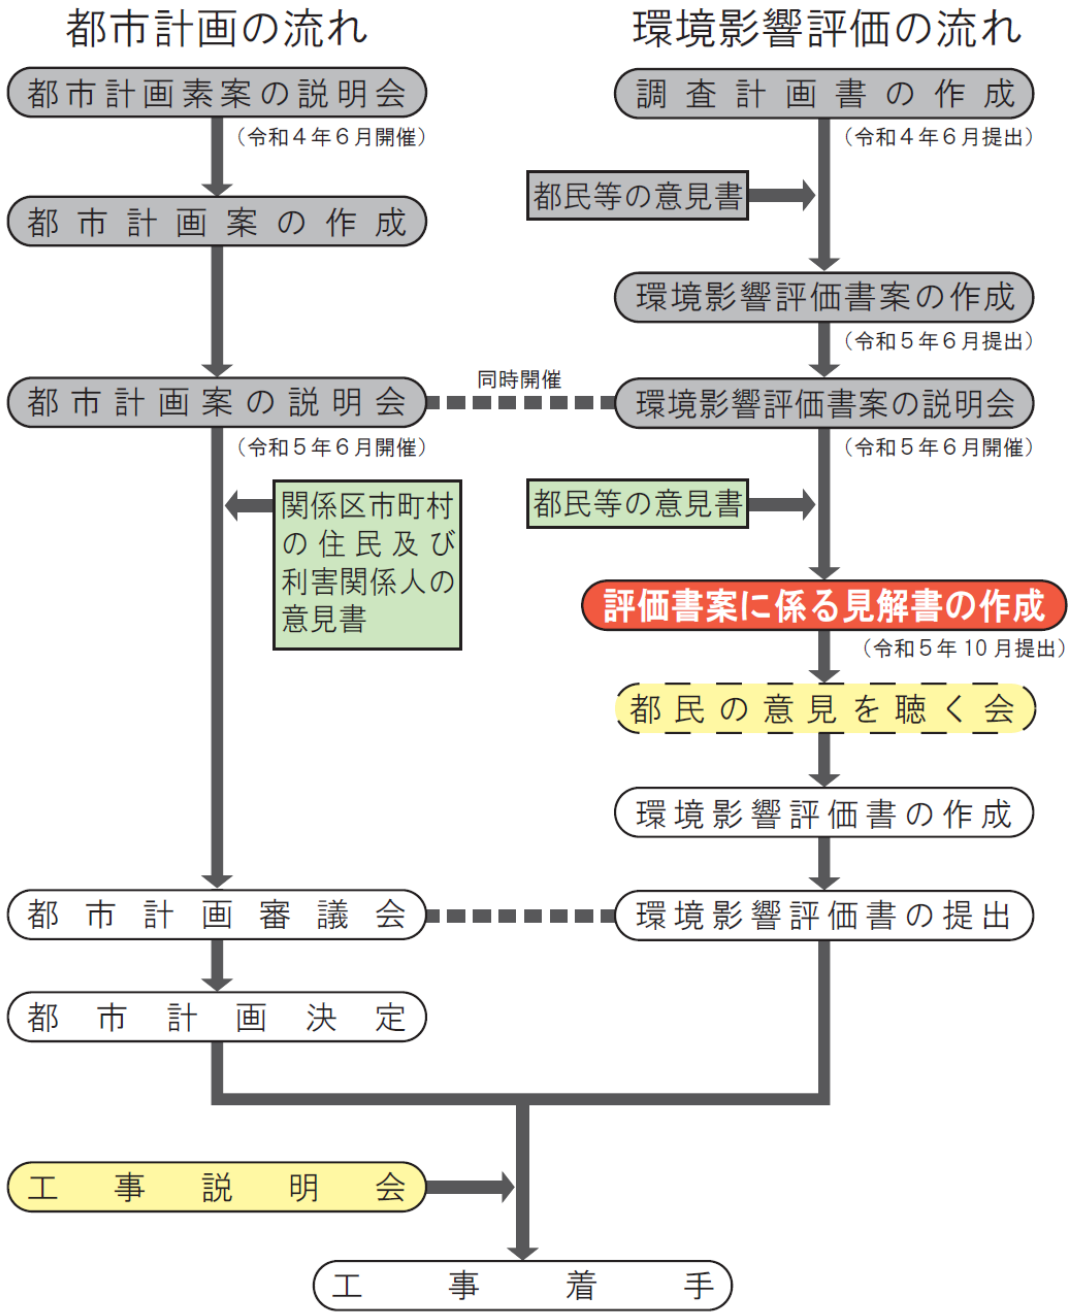 都市計画の流れ
都市計画素案の説明会
（令和４年６月開催）
都市計画案の作成
都市計画案の説明会
（令和５年６月開催）
関係区市町村
の住民及び
利害関係人の
意見書
都市計画審議会
都市計画決定
環境影響評価の流れ
調査計画書の作成
（令和４年６月提出）
都民等の意見書
環境影響評価書案の作成
（令和５年６月提出）
同時開催
環境影響評価書案の説明会
（令和５年６月開催）
都民等の意見書
評価書案に係る見解書の作成
（令和５年10月提出）
都民の意見を聴く会
環境影響評価書の作成
環境影響評価書の提出
工事説明会
工事着手